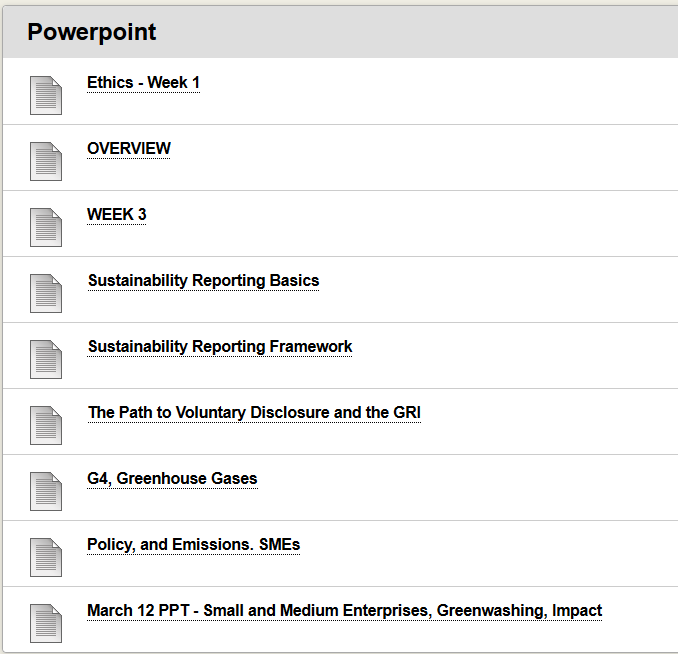 Powerpoint
Ethics - Week 1
OVERVIEW
WEEK 3
Sustainability Reporting Basics
Sustainability Reporting Framework
The Path to Voluntary Disclosure and the GRI
G4, Greenhouse Gases
Policy, and Emissions. SMEs
March 12 PPT - Small and Medium Enterprises, Greenwashing, Impact